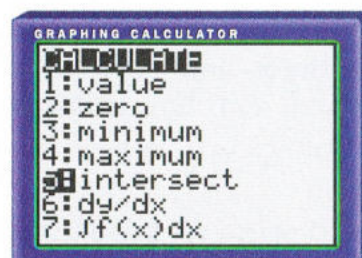 GRAPHING CALCULATOR
CALCULATE
1:value
2:zero
3:minimum
4:maximum
5:intersect
6:dy/dx
7:∫f(x)dx